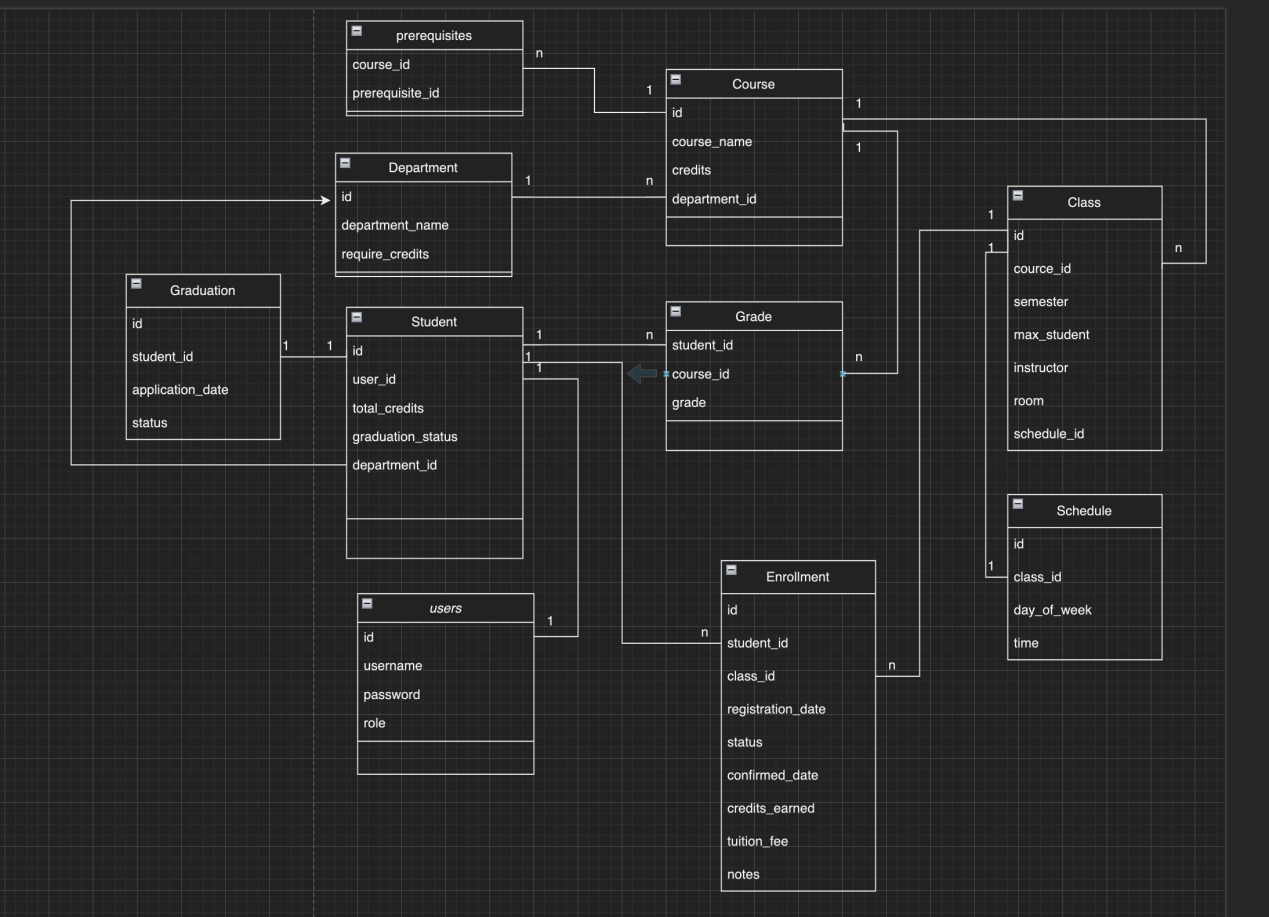 prerequisites
course_id
prerequisite_id
n
1
Course
id
course_name
credits
department_id
1
1
Department
id
department_name
require_credits
1
n
Class
id
cource_id
semester
max_student
instructor
room
schedule_id
1
1
n
Graduation
id
student_id
application_date
status
1
1
Student
id
user_id
total_credits
graduation_status
department_id
1
1
1
n
Grade
student_id
course_id
grade
n
Schedule
id
class_id
day_of_week
time
1
users
id
username
password
role
1
Enrollment
id
student_id
class_id
registration_date
status
confirmed_date
credits_earned
tuition_fee
notes
n
n